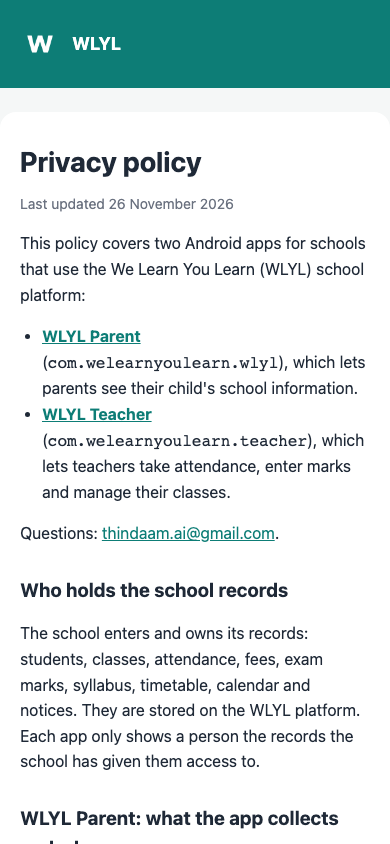 W WLYL
Privacy policy
Last updated 26 November 2026
This policy covers two Android apps for schools
that use the We Learn You Learn (WLYL) school
platform:
• WLYL Parent
(com.welearnyoulearn.wlyl), which lets
parents see their child's school information.
• WLYL Teacher
(com.welearnyoulearn.teacher), which
lets teachers take attendance, enter marks
and manage their classes.
Questions: thindaam.ai@gmail.com.
Who holds the school records
The school enters and owns its records:
students, classes, attendance, fees, exam
marks, syllabus, timetable, calendar and
notices. They are stored on the WLYL platform.
Each app only shows a person the records the
school has given them access to.
WLYL Parent: what the app collects